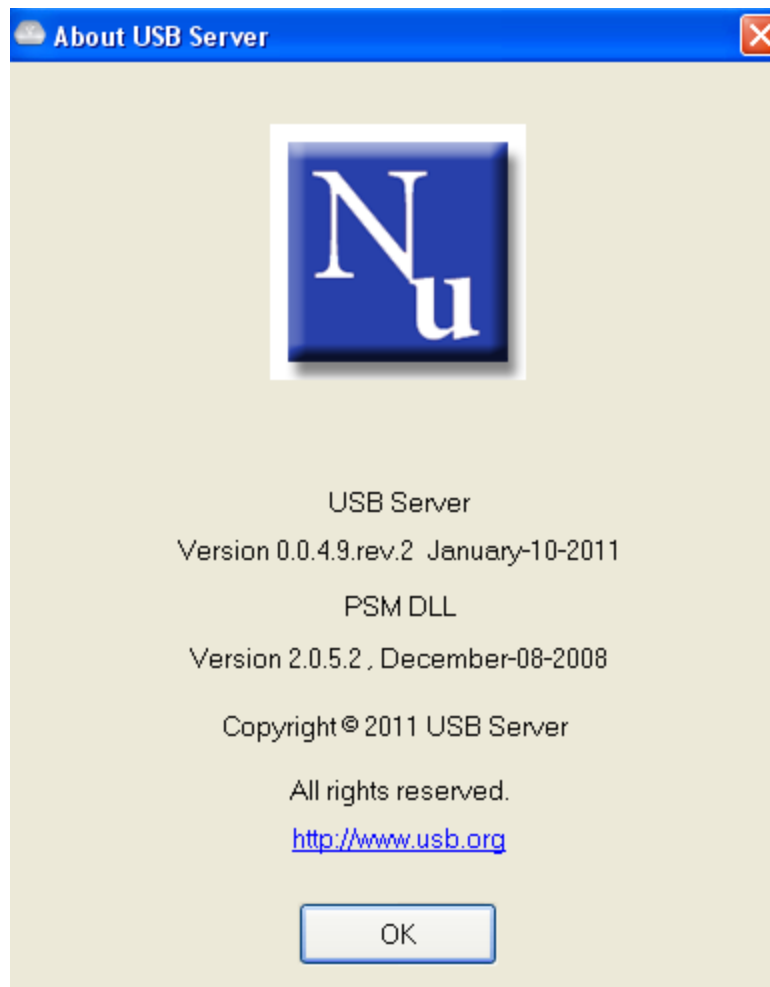 About USB Server
Nu
USB Server
Version 0.0.4.9.rev.2 January-10-2011
PSM DLL
Version 2.0.5.2 , December-08-2008
Copyright © 2011 USB Server
All rights reserved.
http://www.usb.org
OK